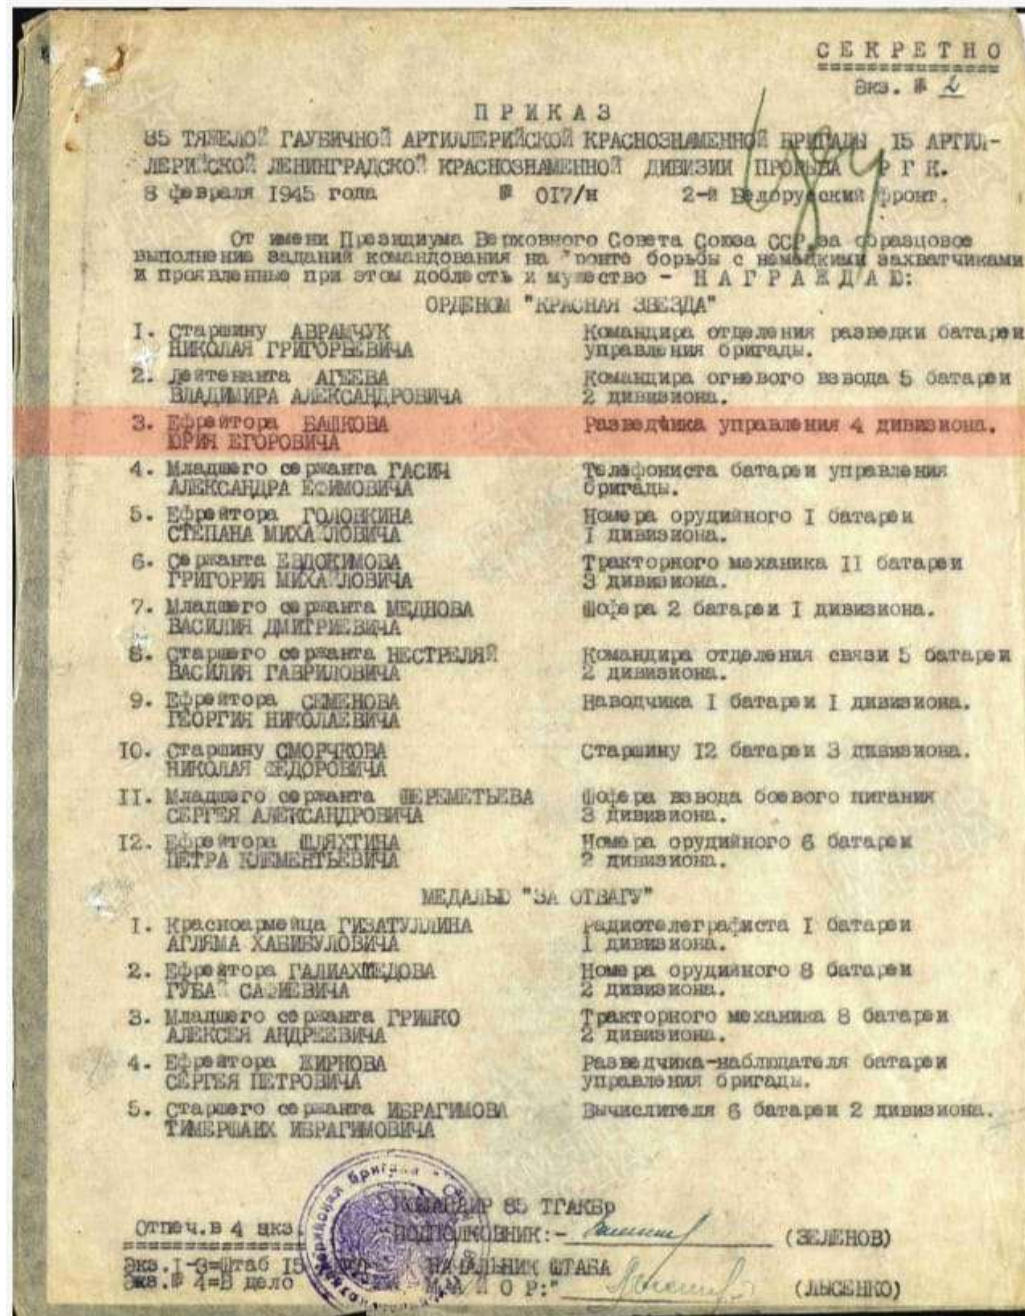 СЕКРЕТНО
Экз. № 2
ПРИКАЗ
85 ТЯЖЕЛОЙ ГАУБИЧНОЙ АРТИЛЛЕРИЙСКОЙ КРАСНОЗНАМЕННОЙ БРИГАДЫ 15 АРТИЛ-
ЛЕРИЙСКОЙ ЛЕНИНГРАДСКОЙ КРАСНОЗНАМЕННОЙ ДИВИЗИИ ПРОРЫВА Р Г К.
8 февраля 1945 года № 017/н 2-й Белорусский фронт.
От имени Президиума Верховного Совета Союза ССР за образцовое
выполнение заданий командования на фронте борьбы с немецкими захватчиками
и проявленные при этом доблесть и мужество - НАГРАЖДАЮ:
ОРДЕНОМ "КРАСНАЯ ЗВЕЗДА"
1. Старшину АВРАМЧУК Командира отделения разведки батареи
НИКОЛАЯ ГРИГОРЬЕВИЧА управления бригады.
2. Лейтенанта АГЕЕВА Командира огневого взвода 5 батареи
ВЛАДИМИРА АЛЕКСАНДРОВИЧА 2 дивизиона.
3. Ефрейтора БАШКОВА Разведчика управления 4 дивизиона.
ЮРИЯ ЕГОРОВИЧА
4. Младшего сержанта ГАСИЧ Телефониста батареи управления
АЛЕКСАНДРА ЕФИМОВИЧА бригады.
5. Ефрейтора ГОЛОВКИНА Номера орудийного I батареи
СТЕПАНА МИХАЙЛОВИЧА I дивизиона.
6. Сержанта ЕВДОКИМОВА Тракторного механика II батареи
ГРИГОРИЯ МИХАЙЛОВИЧА 3 дивизиона.
7. Младшего сержанта МЕДНОВА Шофера 2 батареи I дивизиона.
ВАСИЛИЯ ДМИТРИЕВИЧА
8. Старшего сержанта НЕСТРЕЛЯЙ Командира отделения связи 5 батареи
ВАСИЛИЯ ГАВРИЛОВИЧА 2 дивизиона.
9. Ефрейтора СЕМЕНОВА Наводчика I батареи I дивизиона.
ГЕОРГИЯ НИКОЛАЕВИЧА
10. Старшину СМОРЧКОВА Старшину 12 батареи 3 дивизиона.
НИКОЛАЯ ФЕДОРОВИЧА
II. Младшего сержанта ШЕРЕМЕТЬЕВА Шофера взвода боевого питания
СЕРГЕЯ АЛЕКСАНДРОВИЧА 3 дивизиона.
12. Ефрейтора ШЛЯХТИНА Номера орудийного 6 батареи
ПЕТРА КЛЕМЕНТЬЕВИЧА 2 дивизиона.
МЕДАЛЬЮ "ЗА ОТВАГУ"
1. Красноармейца ГИЗАТУЛЛИНА Радиотелеграфиста I батареи
АГЛЯМА ХАБИБУЛОВИЧА I дивизиона.
2. Ефрейтора ГАЛИАХМЕДОВА Номера орудийного 8 батареи
ГУБАЙ САФИЕВИЧА 2 дивизиона.
3. Младшего сержанта ГРИШКО Тракторного механика 8 батареи
АЛЕКСЕЯ АНДРЕЕВИЧА 2 дивизиона.
4. Ефрейтора ЖИРНОВА Разведчика-наблюдателя батареи
СЕРГЕЯ ПЕТРОВИЧА управления бригады.
5. Старшего сержанта ИБРАГИМОВА Вычислителя 6 батареи 2 дивизиона.
ТИМЕРШАИХ ИБРАГИМОВИЧА
КОМАНДИР 85 ТГАКБр
Отпеч.в 4 экз. ПОДПОЛКОВНИК:- (ЗЕЛЕНОВ)
Экз.I-3=Штаб 15 НАЧАЛЬНИК ШТАБА
Экз.№ 4=В дело М А Й О Р:- (ЛЫСЕНКО)